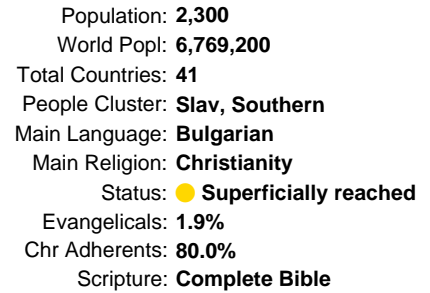 Population: 2,300
World Popl: 6,769,200
Total Countries: 41
People Cluster: Slav, Southern
Main Language: Bulgarian
Main Religion: Christianity
Status: Superficially reached
Evangelicals: 1.9%
Chr Adherents: 80.0%
Scripture: Complete Bible